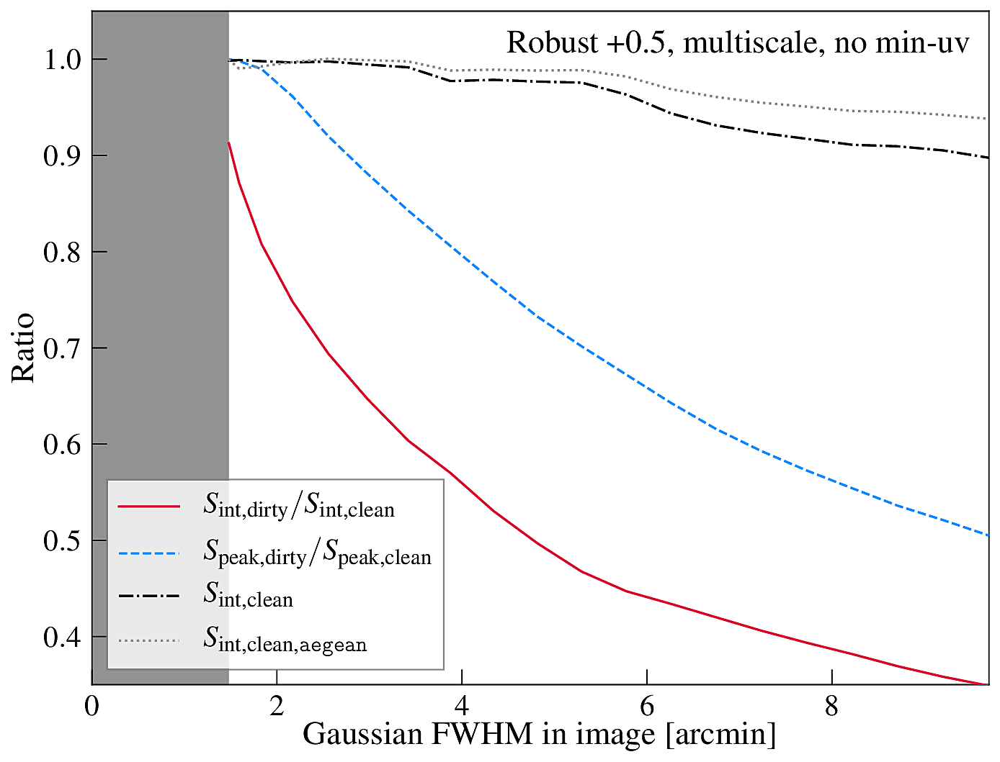 Robust +0.5, multiscale, no min-uv
1.0
0.9
0.8
0.7
0.6
0.5
0.4
Ratio
S_int,dirty/S_int,clean
S_peak,dirty/S_peak,clean
S_int,clean
S_int,clean,aegean
0 2 4 6 8
Gaussian FWHM in image [arcmin]